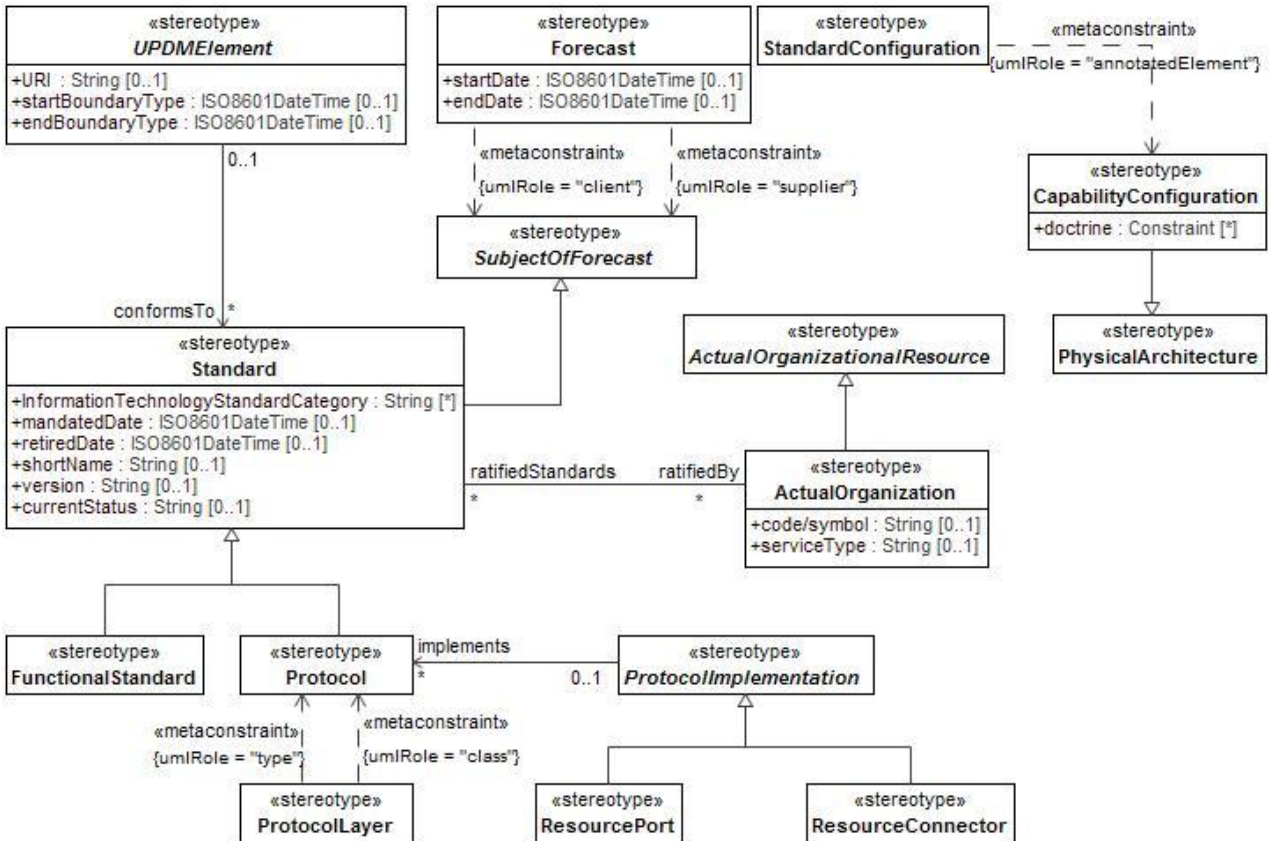 «stereotype»
UPDMElement
+URI : String [0..1]
+startBoundaryType : ISO8601DateTime [0..1]
+endBoundaryType : ISO8601DateTime [0..1]
«stereotype»
Forecast
+startDate : ISO8601DateTime [0..1]
+endDate : ISO8601DateTime [0..1]
«stereotype»
StandardConfiguration
«metaconstraint»
{umlRole = "annotatedElement"}
0..1
«metaconstraint»
{umlRole = "client"}
«metaconstraint»
{umlRole = "supplier"}
«stereotype»
CapabilityConfiguration
+doctrine : Constraint [*]
«stereotype»
SubjectOfForecast
conformsTo *
«stereotype»
Standard
+InformationTechnologyStandardCategory : String [*]
+mandatedDate : ISO8601DateTime [0..1]
+retiredDate : ISO8601DateTime [0..1]
+shortName : String [0..1]
+version : String [0..1]
+currentStatus : String [0..1]
«stereotype»
ActualOrganizationalResource
«stereotype»
PhysicalArchitecture
ratifiedStandards
*
ratifiedBy
*
«stereotype»
ActualOrganization
+code/symbol : String [0..1]
+serviceType : String [0..1]
«stereotype»
FunctionalStandard
«stereotype»
Protocol
implements
*
0..1
«stereotype»
ProtocolImplementation
«metaconstraint»
{umlRole = "type"}
«metaconstraint»
{umlRole = "class"}
«stereotype»
ProtocolLayer
«stereotype»
ResourcePort
«stereotype»
ResourceConnector